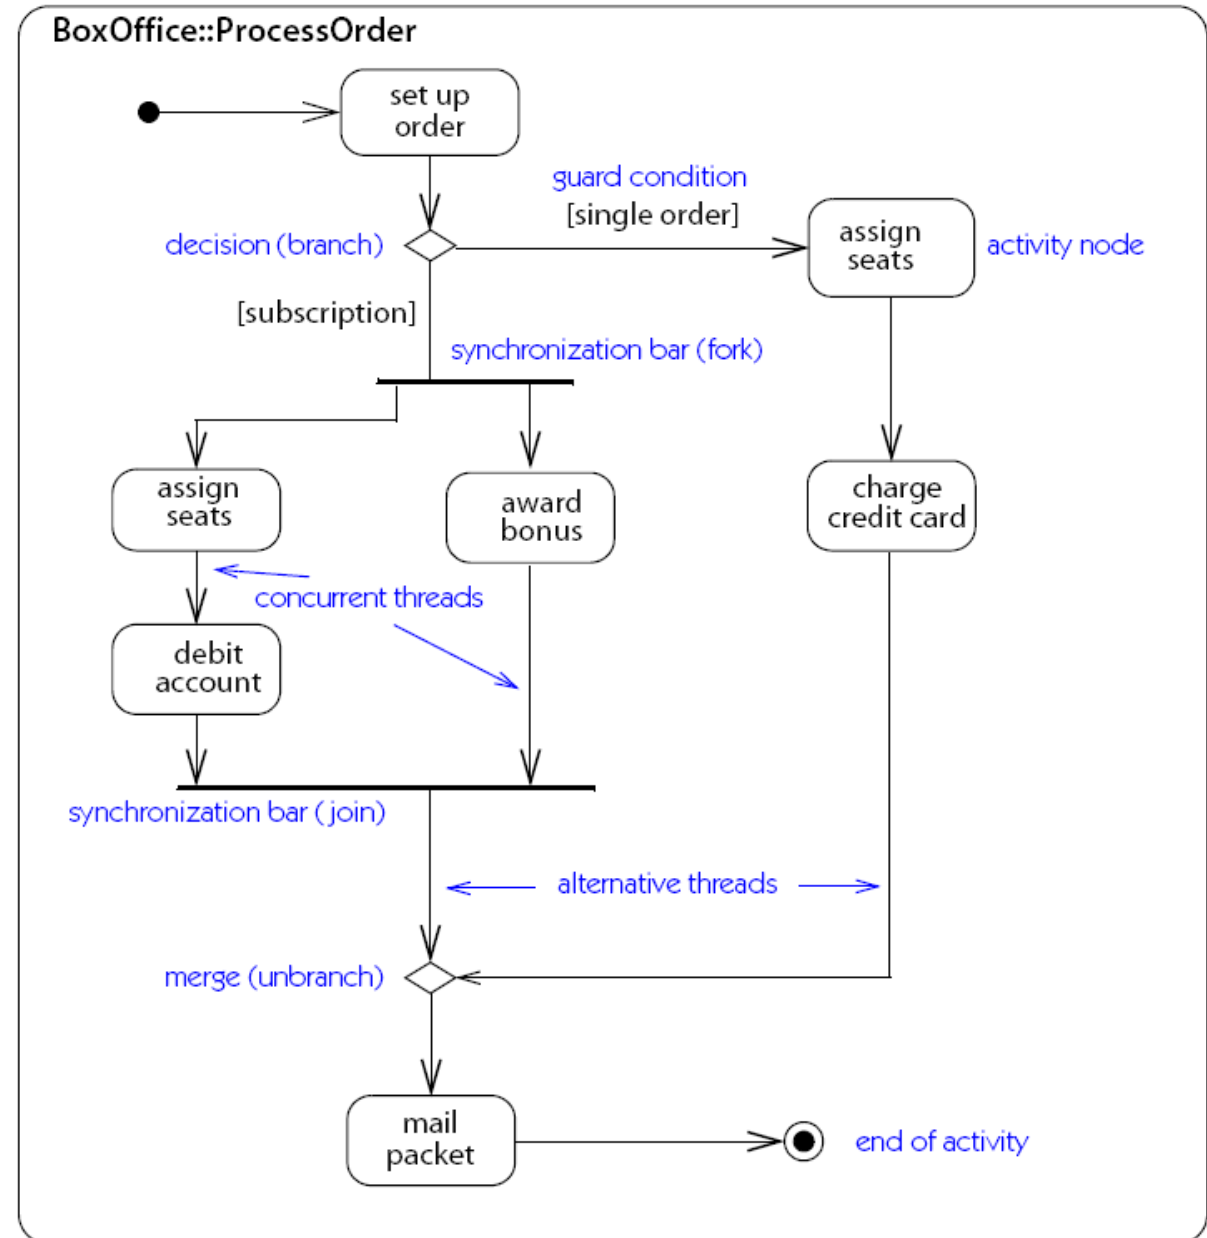 BoxOffice::ProcessOrder
set up
order
guard condition
[single order]
decision (branch)
assign
seats
activity node
[subscription]
synchronization bar (fork)
assign
seats
award
bonus
charge
credit card
concurrent threads
debit
account
synchronization bar (join)
alternative threads
merge (unbranch)
mail
packet
end of activity